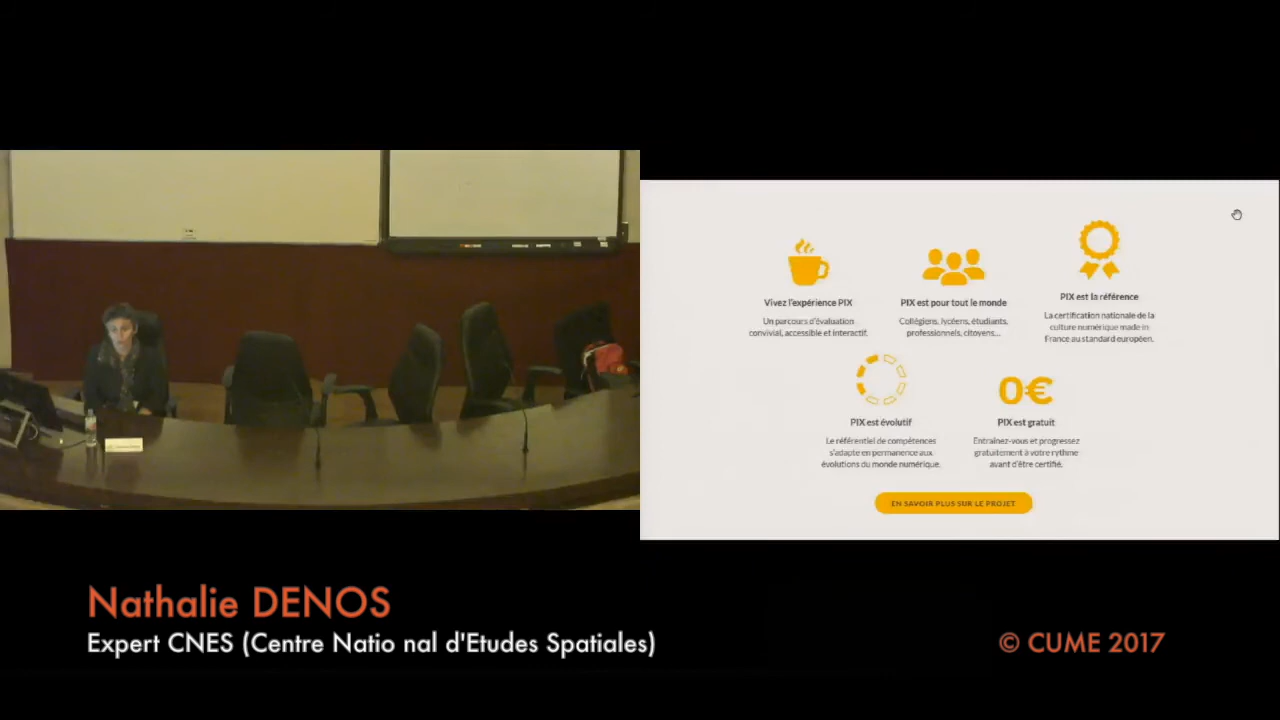 Vivez l'expérience PIX
Un parcours d'évaluation
convivial, accessible et interactif.
PIX est pour tout le monde
Collégiens, lycéens, étudiants,
professionnels, citoyens...
PIX est la référence
La certification nationale de la
culture numérique made in
France au standard européen.
PIX est évolutif
Le référentiel de compétences
s'adapte en permanence aux
évolutions du monde numérique.
0€
PIX est gratuit
Entraînez-vous et progressez
gratuitement à votre rythme
avant d'être certifié.
EN SAVOIR PLUS SUR LE PROJET
Nathalie DENOS
Expert CNES (Centre Natio nal d'Etudes Spatiales)
© CUME 2017